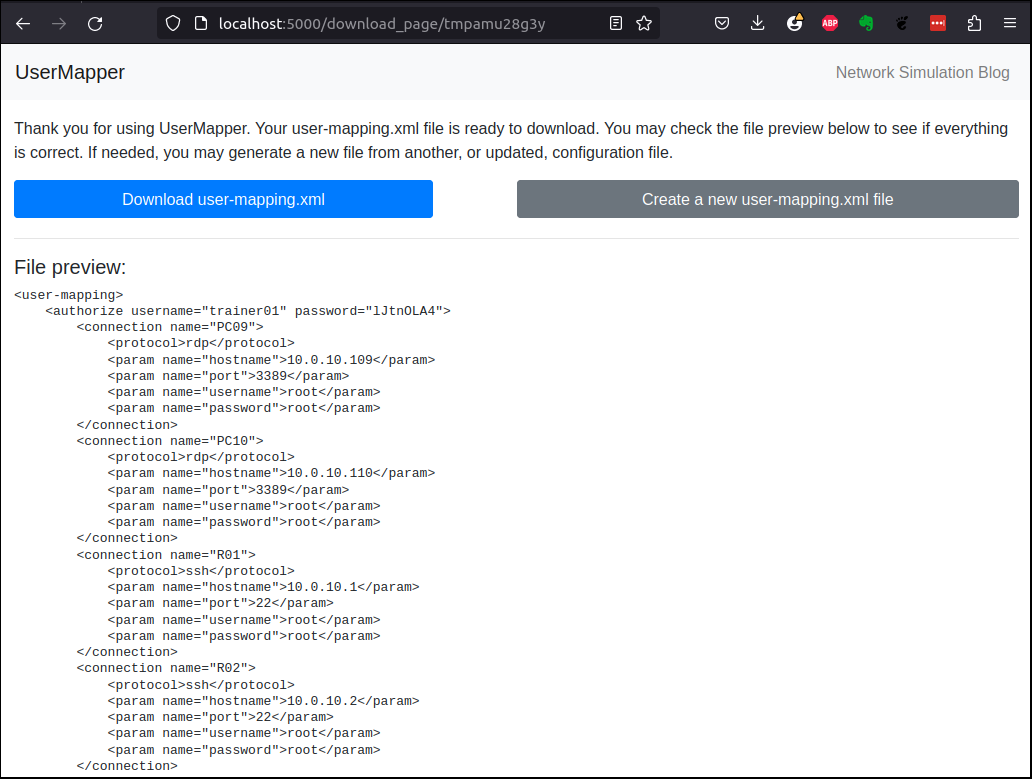 localhost:5000/download_page/tmpamu28g3y
ABP
UserMapper
Network Simulation Blog
Thank you for using UserMapper. Your user-mapping.xml file is ready to download. You may check the file preview below to see if everything
is correct. If needed, you may generate a new file from another, or updated, configuration file.
Download user-mapping.xml
Create a new user-mapping.xml file
File preview:
<user-mapping>
    <authorize username="trainer01" password="lJtnOLA4">
        <connection name="PC09">
            <protocol>rdp</protocol>
            <param name="hostname">10.0.10.109</param>
            <param name="port">3389</param>
            <param name="username">root</param>
            <param name="password">root</param>
        </connection>
        <connection name="PC10">
            <protocol>rdp</protocol>
            <param name="hostname">10.0.10.110</param>
            <param name="port">3389</param>
            <param name="username">root</param>
            <param name="password">root</param>
        </connection>
        <connection name="R01">
            <protocol>ssh</protocol>
            <param name="hostname">10.0.10.1</param>
            <param name="port">22</param>
            <param name="username">root</param>
            <param name="password">root</param>
        </connection>
        <connection name="R02">
            <protocol>ssh</protocol>
            <param name="hostname">10.0.10.2</param>
            <param name="port">22</param>
            <param name="username">root</param>
            <param name="password">root</param>
        </connection>